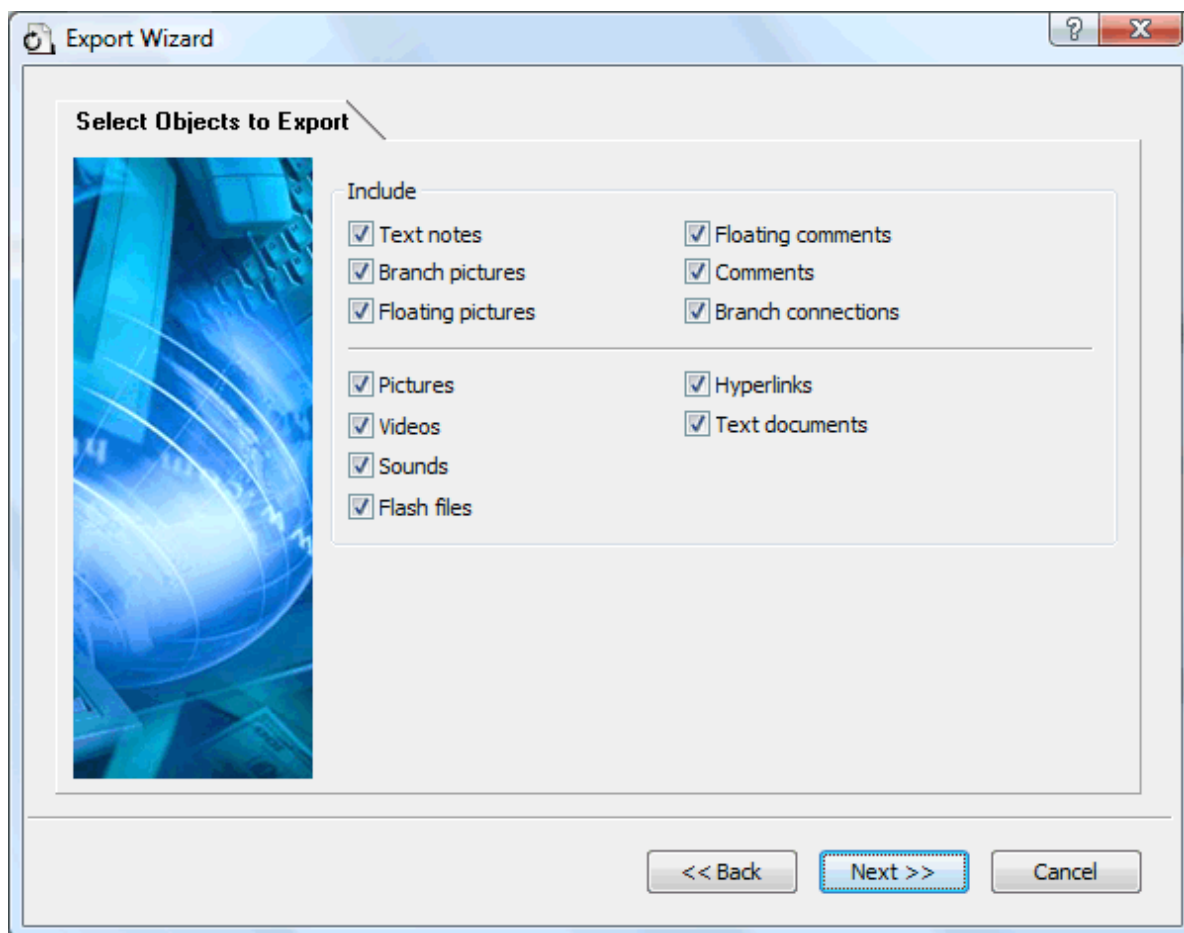 Export Wizard
Select Objects to Export
Include
Text notes
Floating comments
Branch pictures
Comments
Floating pictures
Branch connections
Pictures
Hyperlinks
Videos
Text documents
Sounds
Flash files
<< Back
Next >>
Cancel